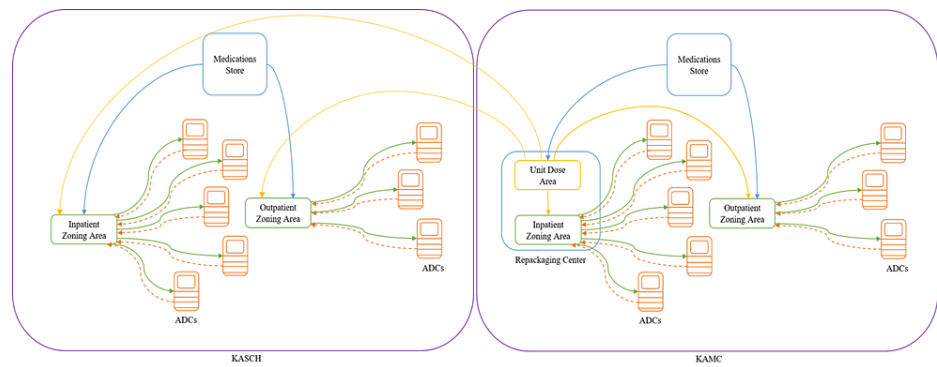 Medications
Store
Inpatient
Zoning Area
Outpatient
Zoning Area
ADCs
ADCs
KASCH
Medications
Store
Unit Dose
Area
Inpatient
Zoning Area
Repackaging Center
Outpatient
Zoning Area
ADCs
ADCs
KAMC